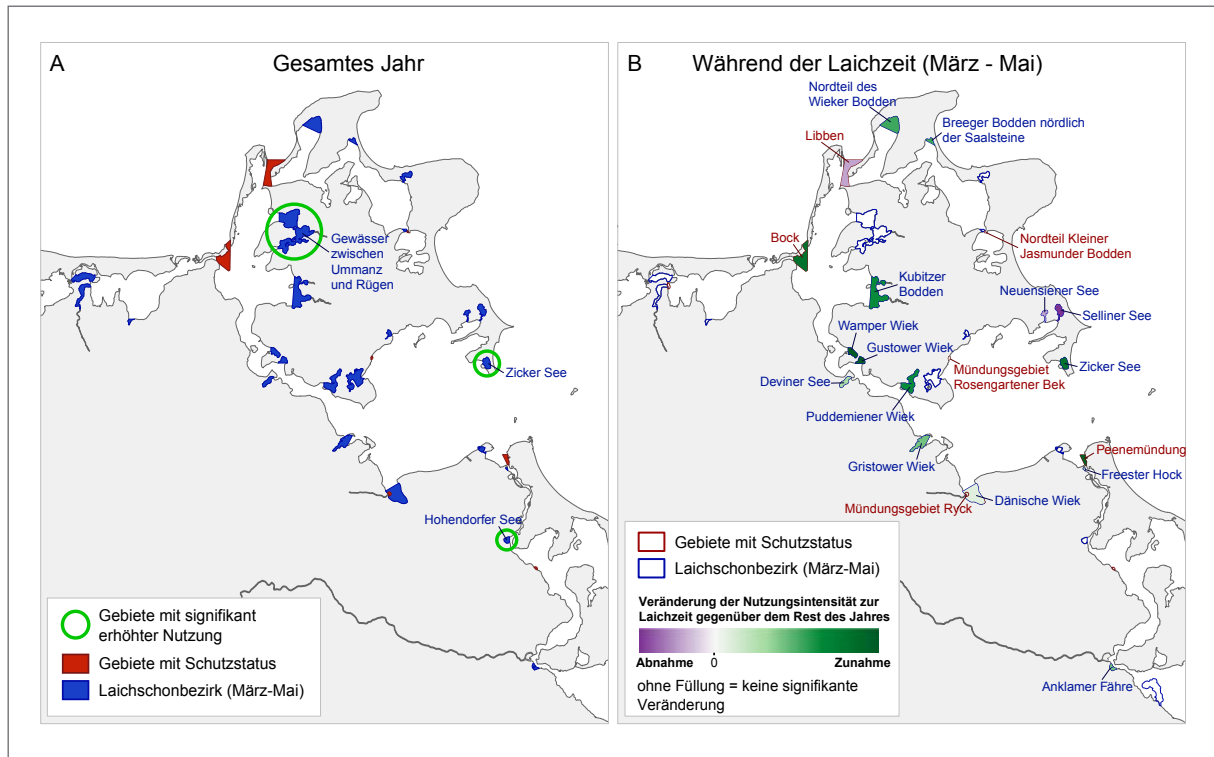 A
Gesamtes Jahr
Gewässer
zwischen
Ummanz
und Rügen
Zicker See
Hohendorfer See
Gebiete mit signifikant
erhöhter Nutzung
Gebiete mit Schutzstatus
Laichschonbezirk (März-Mai)
B
Während der Laichzeit (März - Mai)
Nordteil des
Wieker Bodden
Breeger Bodden nördlich
der Saalsteine
Libben
Bock
Nordteil Kleiner
Jasmunder Bodden
Kubitzer
Bodden
Neuensiener See
Selliner See
Wamper Wiek
Gustower Wiek
Zicker See
Deviner See
Mündungsgebiet
Rosengartener Bek
Puddemiener Wiek
Peenemündung
Gristower Wiek
Freester Hock
Dänische Wiek
Mündungsgebiet Ryck
Gebiete mit Schutzstatus
Laichschonbezirk (März-Mai)
Veränderung der Nutzungsintensität zur
Laichzeit gegenüber dem Rest des Jahres
Abnahme 0 Zunahme
ohne Füllung = keine signifikante
Veränderung
Anklamer Fähre